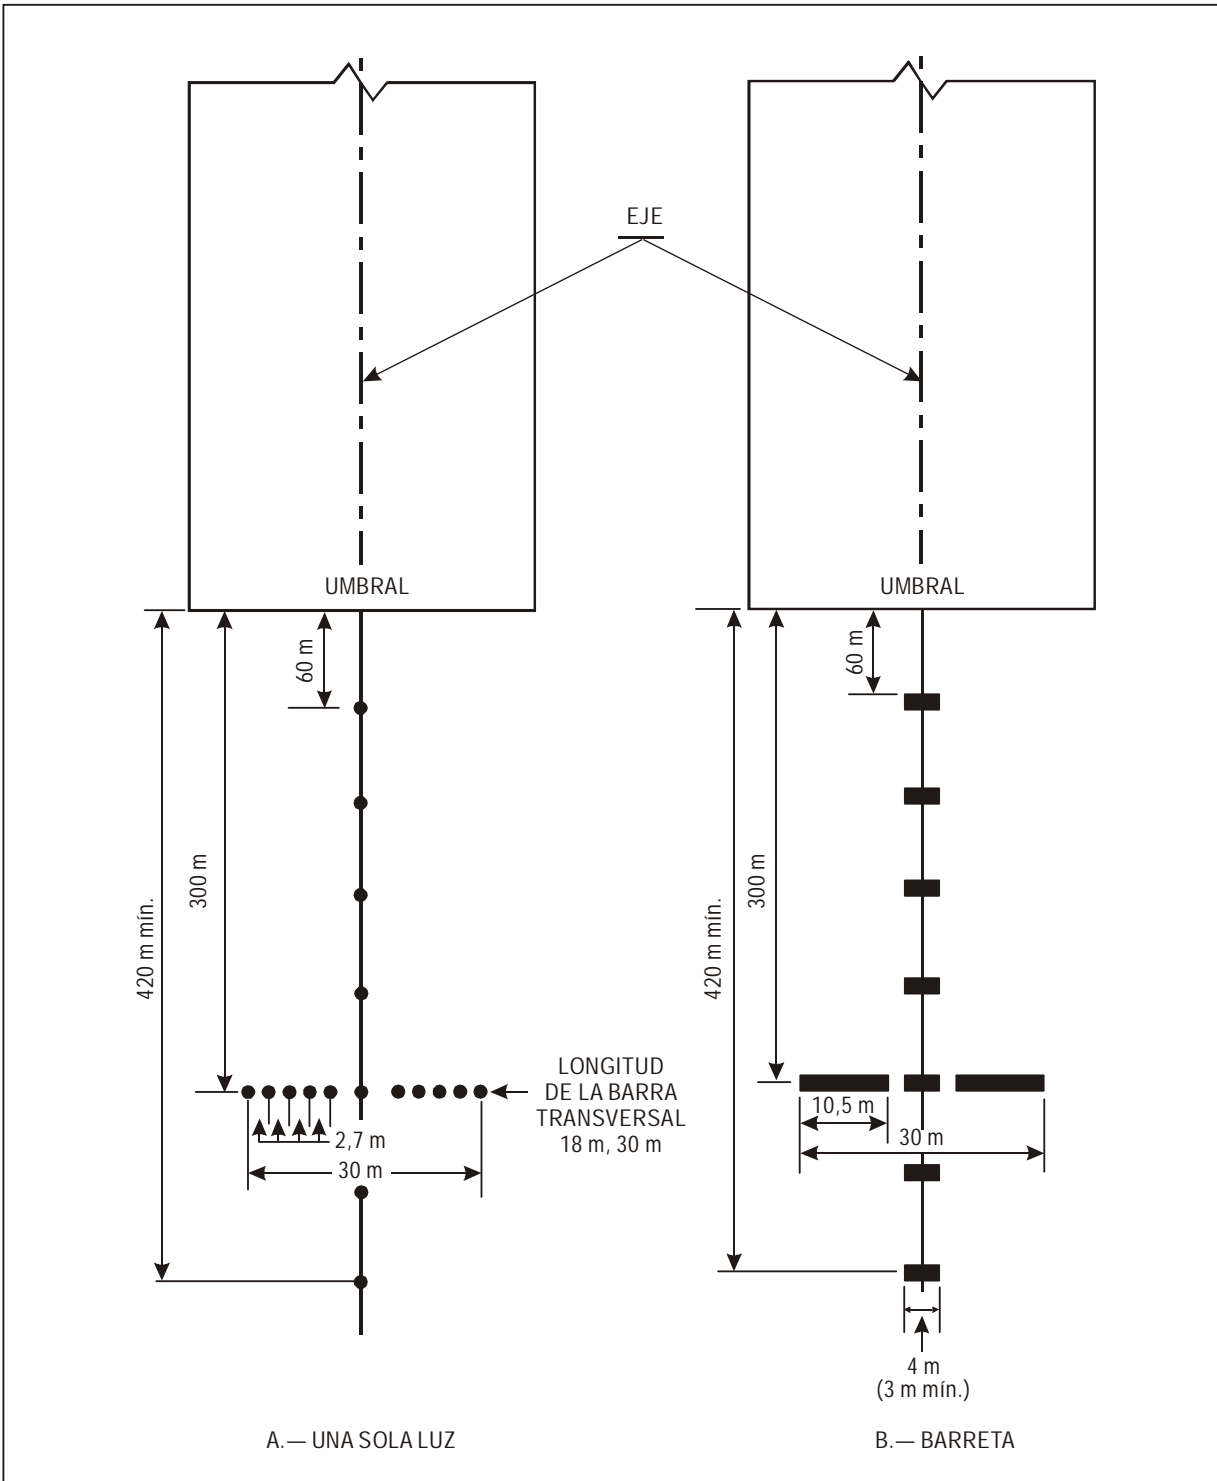 EJE
UMBRAL
UMBRAL
60 m
60 m
300 m
300 m
420 m mín.
420 m mín.
LONGITUD
DE LA BARRA
TRANSVERSAL
18 m, 30 m
2,7 m
30 m
10,5 m
30 m
4 m
(3 m mín.)
A.— UNA SOLA LUZ
B.— BARRETA